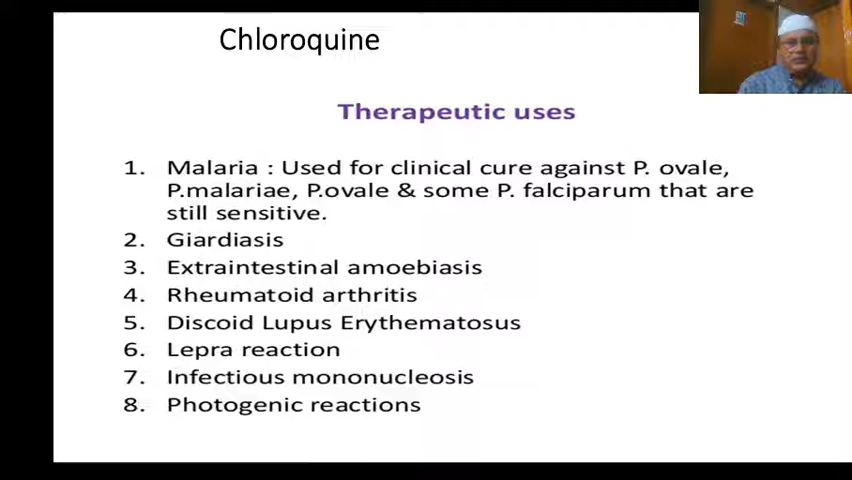 Chloroquine
Therapeutic uses
1. Malaria : Used for clinical cure against P. ovale,
P.malariae, P.ovale & some P. falciparum that are
still sensitive.
2. Giardiasis
3. Extraintestinal amoebiasis
4. Rheumatoid arthritis
5. Discoid Lupus Erythematosus
6. Lepra reaction
7. Infectious mononucleosis
8. Photogenic reactions